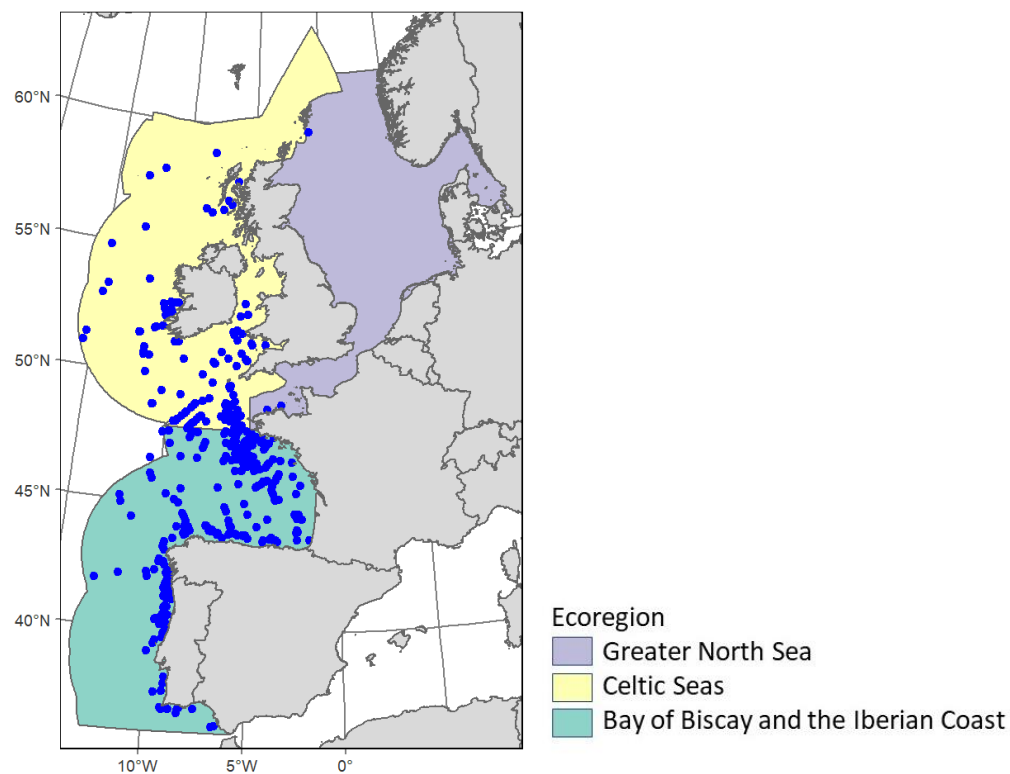 60°N
55°N
50°N
45°N
40°N
10°W
5°W
0°
Ecoregion
Greater North Sea
Celtic Seas
Bay of Biscay and the Iberian Coast